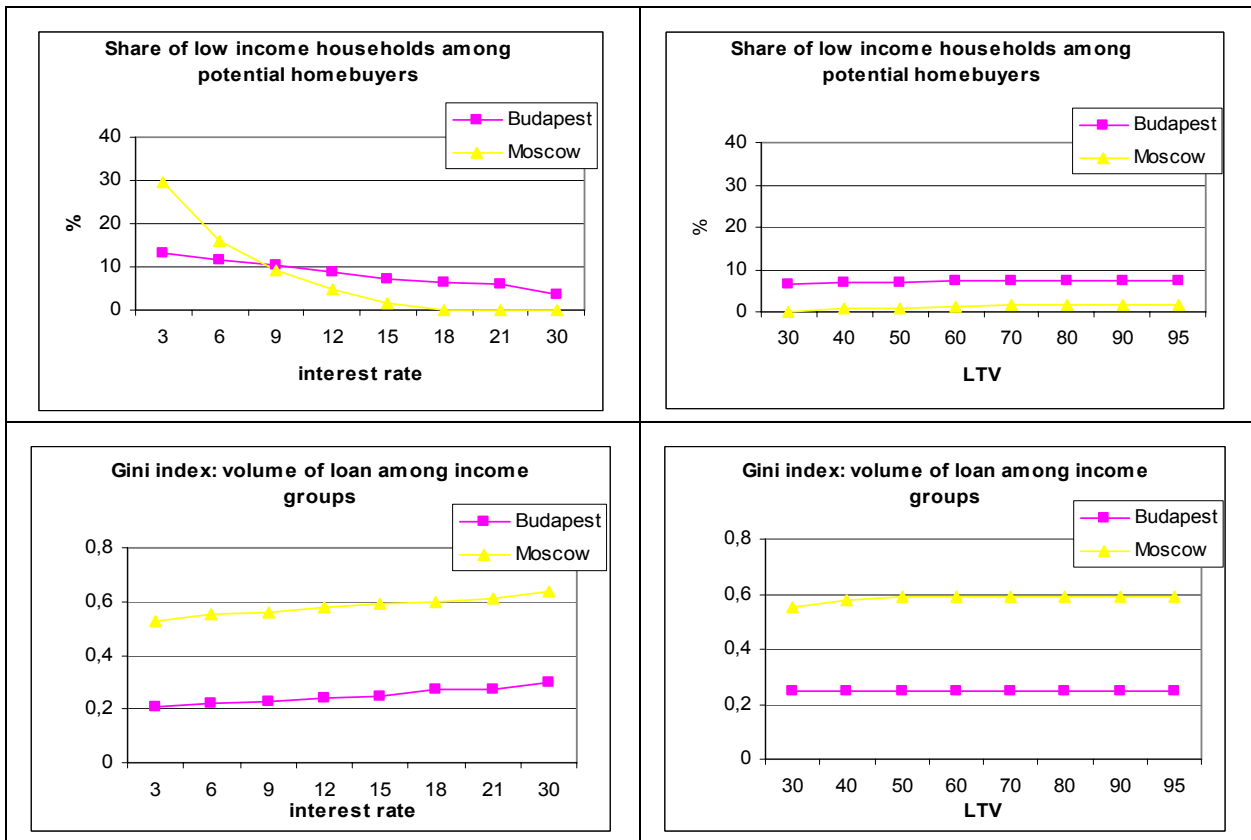 Share of low income households among
potential homebuyers
Budapest
Moscow
40
30
20
10
0
%
3 6 9 12 15 18 21 30
interest rate
Share of low income households among
potential homebuyers
Budapest
Moscow
40
30
20
10
0
%
30 40 50 60 70 80 90 95
LTV
Gini index: volume of loan among income
groups
Budapest
Moscow
0,8
0,6
0,4
0,2
0
3 6 9 12 15 18 21 30
interest rate
Gini index: volume of loan among income
groups
Budapest
Moscow
0,8
0,6
0,4
0,2
0
30 40 50 60 70 80 90 95
LTV